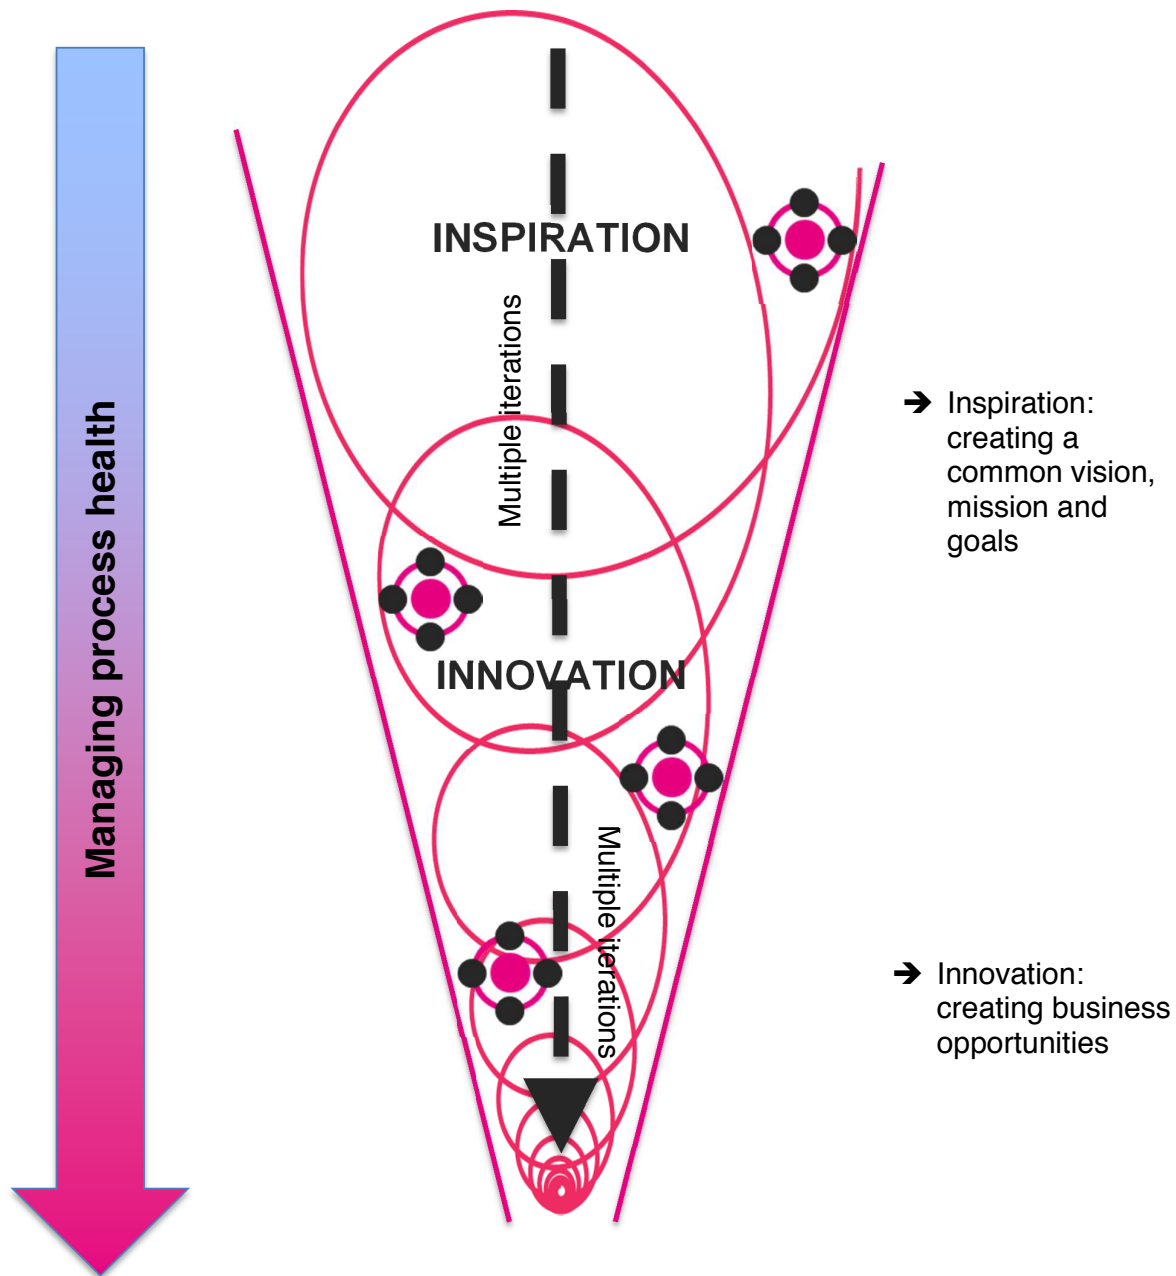 INSPIRATION
Multiple iterations
➔ Inspiration:
creating a
common vision,
mission and
goals
Managing process health
INNOVATION
Multiple iterations
➔ Innovation:
creating business
opportunities